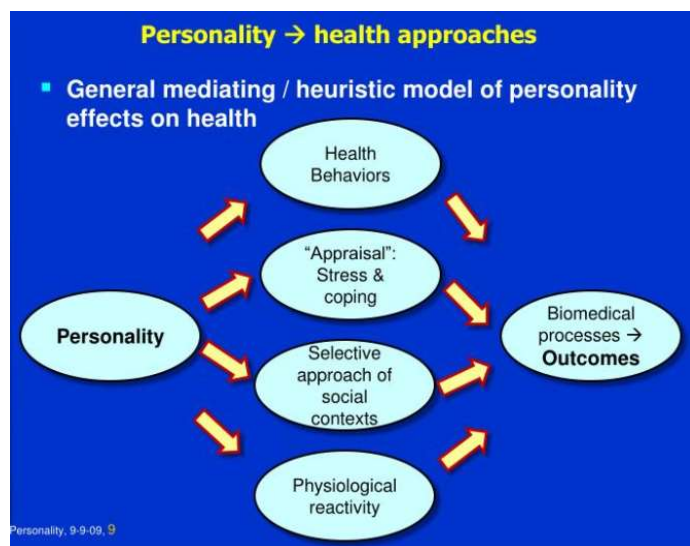 Personality → health approaches
General mediating / heuristic model of personality
effects on health
Health
Behaviors
“Appraisal”:
Stress &
coping
Personality
Selective
approach of
social
contexts
Biomedical
processes →
Outcomes
Physiological
reactivity
Personality, 9-9-09, 9